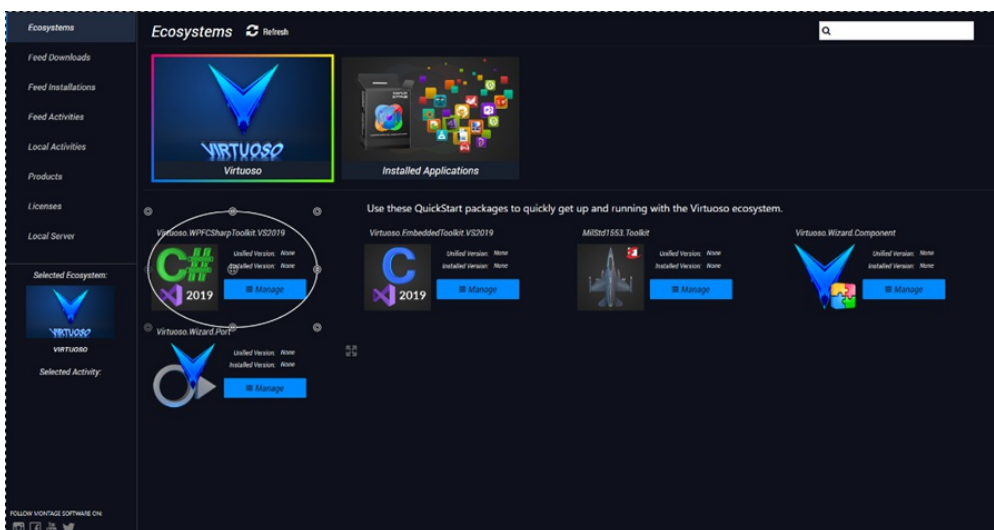 Ecosystems
Feed Downloads
Feed Installations
Feed Activities
Local Activities
Products
Licenses
Local Server
Selected Ecosystem:
VIRTUOSO
VIRTUOSO
Selected Activity:
FOLLOW MONTAGE SOFTWARE ON:
Ecosystems Refresh
VIRTUOSO
Virtuoso
Installed Applications
Use these QuickStart packages to quickly get up and running with the Virtuoso ecosystem.
Virtuoso.WPFCSharpToolkit.VS2019
C#
2019
Unified Version: None
Installed Version: None
Manage
Virtuoso.EmbeddedToolkit.VS2019
C
2019
Unified Version: None
Installed Version: None
Manage
MilStd1553.Toolkit
Unified Version: None
Installed Version: None
Manage
Virtuoso.Wizard.Component
Unified Version: None
Installed Version: None
Manage
Virtuoso.Wizard.Port
Unified Version: None
Installed Version: None
Manage